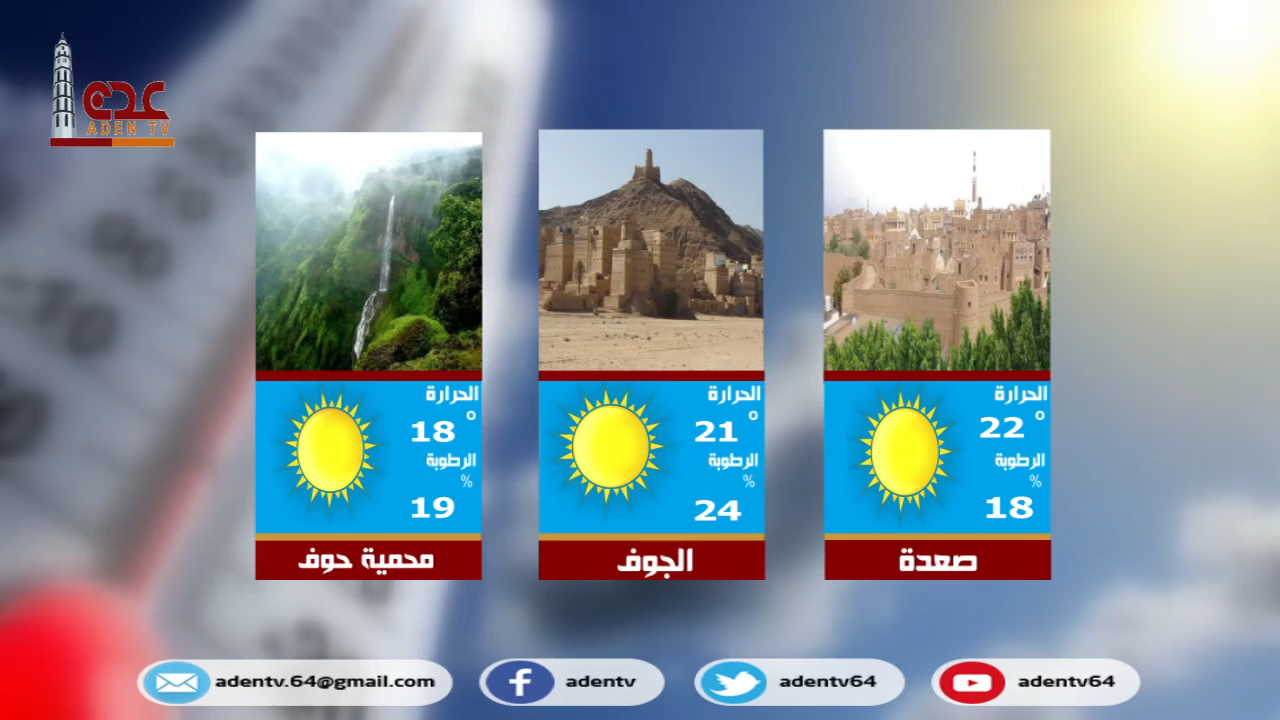 عدن
ADEN TV
الحرارة
22 °
الرطوبة
%
18
صعدة
الحرارة
21 °
الرطوبة
%
24
الجوف
الحرارة
18 °
الرطوبة
%
19
محمية حوف
adentv.64@gmail.com
adentv
adentv64
adentv64